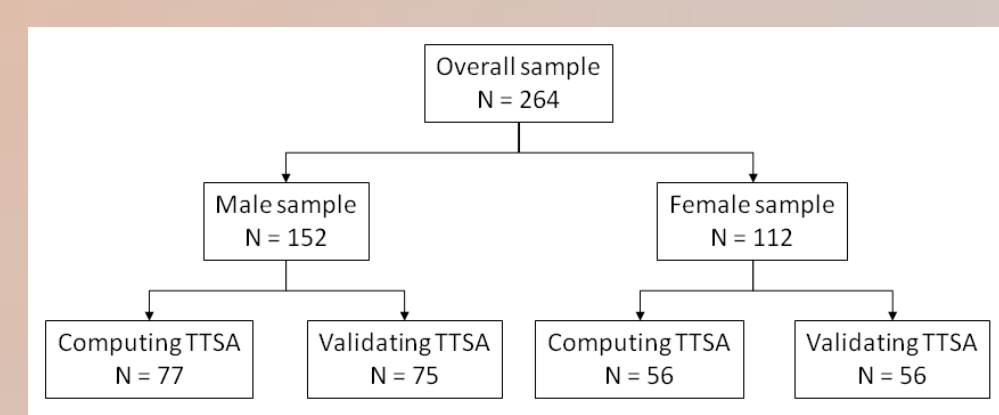 Overall sample
N = 264
Male sample
N = 152
Female sample
N = 112
Computing TTSA
N = 77
Validating TTSA
N = 75
Computing TTSA
N = 56
Validating TTSA
N = 56